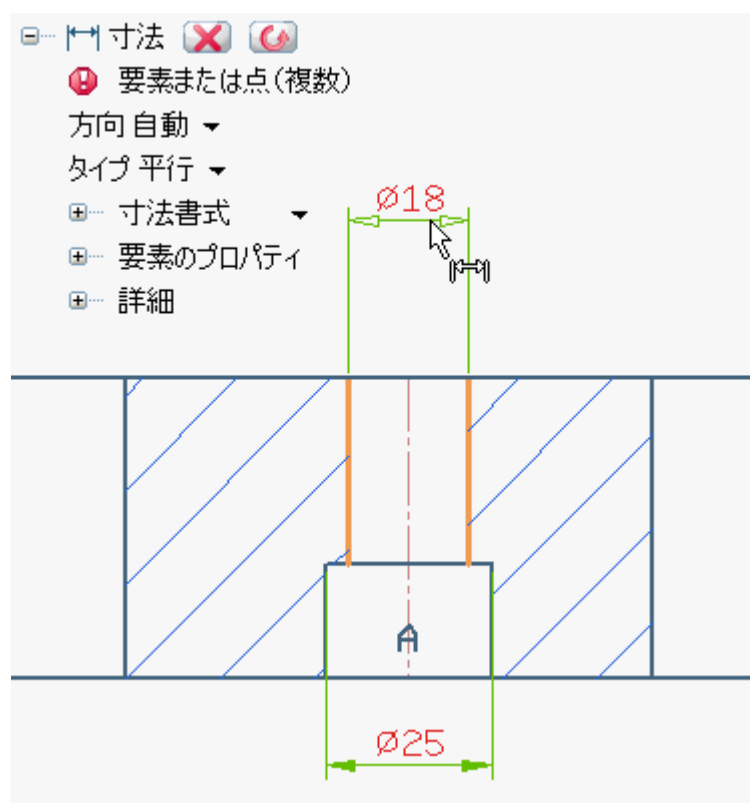 寸法
要素または点(複数)
方向 自動
タイプ 平行
寸法書式
要素のプロパティ
詳細
Ø18
A
Ø25